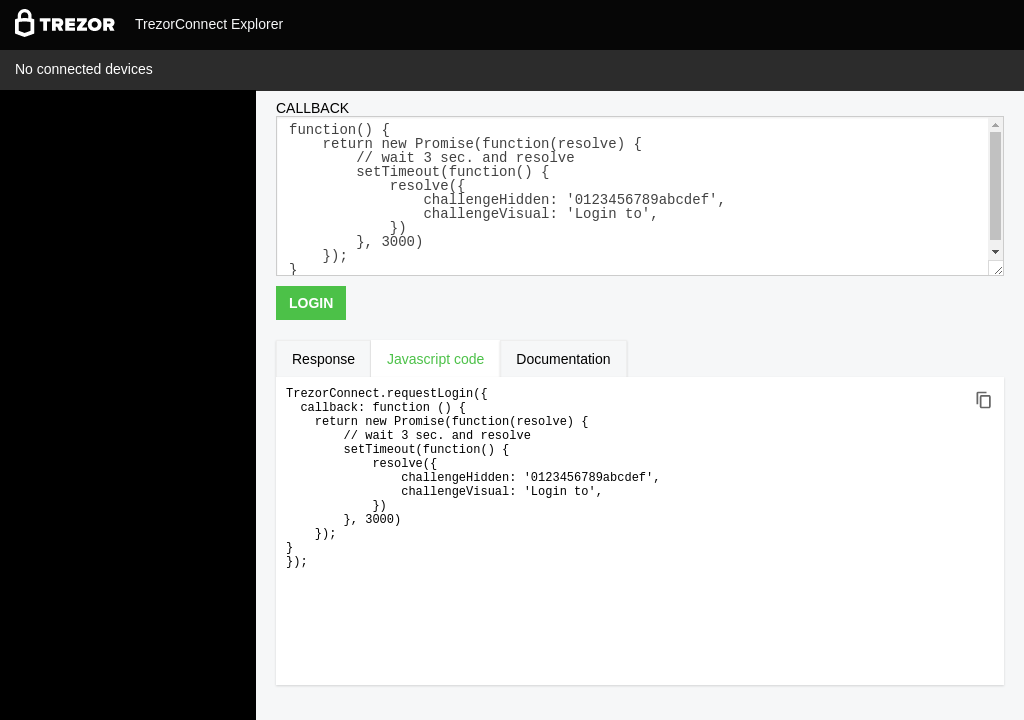 TREZOR TrezorConnect Explorer
No connected devices
CALLBACK
function() {
    return new Promise(function(resolve) {
        // wait 3 sec. and resolve
        setTimeout(function() {
            resolve({
                challengeHidden: '0123456789abcdef',
                challengeVisual: 'Login to',
            })
        }, 3000)
    });
}
LOGIN
Response Javascript code Documentation
TrezorConnect.requestLogin({
  callback: function () {
    return new Promise(function(resolve) {
        // wait 3 sec. and resolve
        setTimeout(function() {
            resolve({
                challengeHidden: '0123456789abcdef',
                challengeVisual: 'Login to',
            })
        }, 3000)
    });
}
});